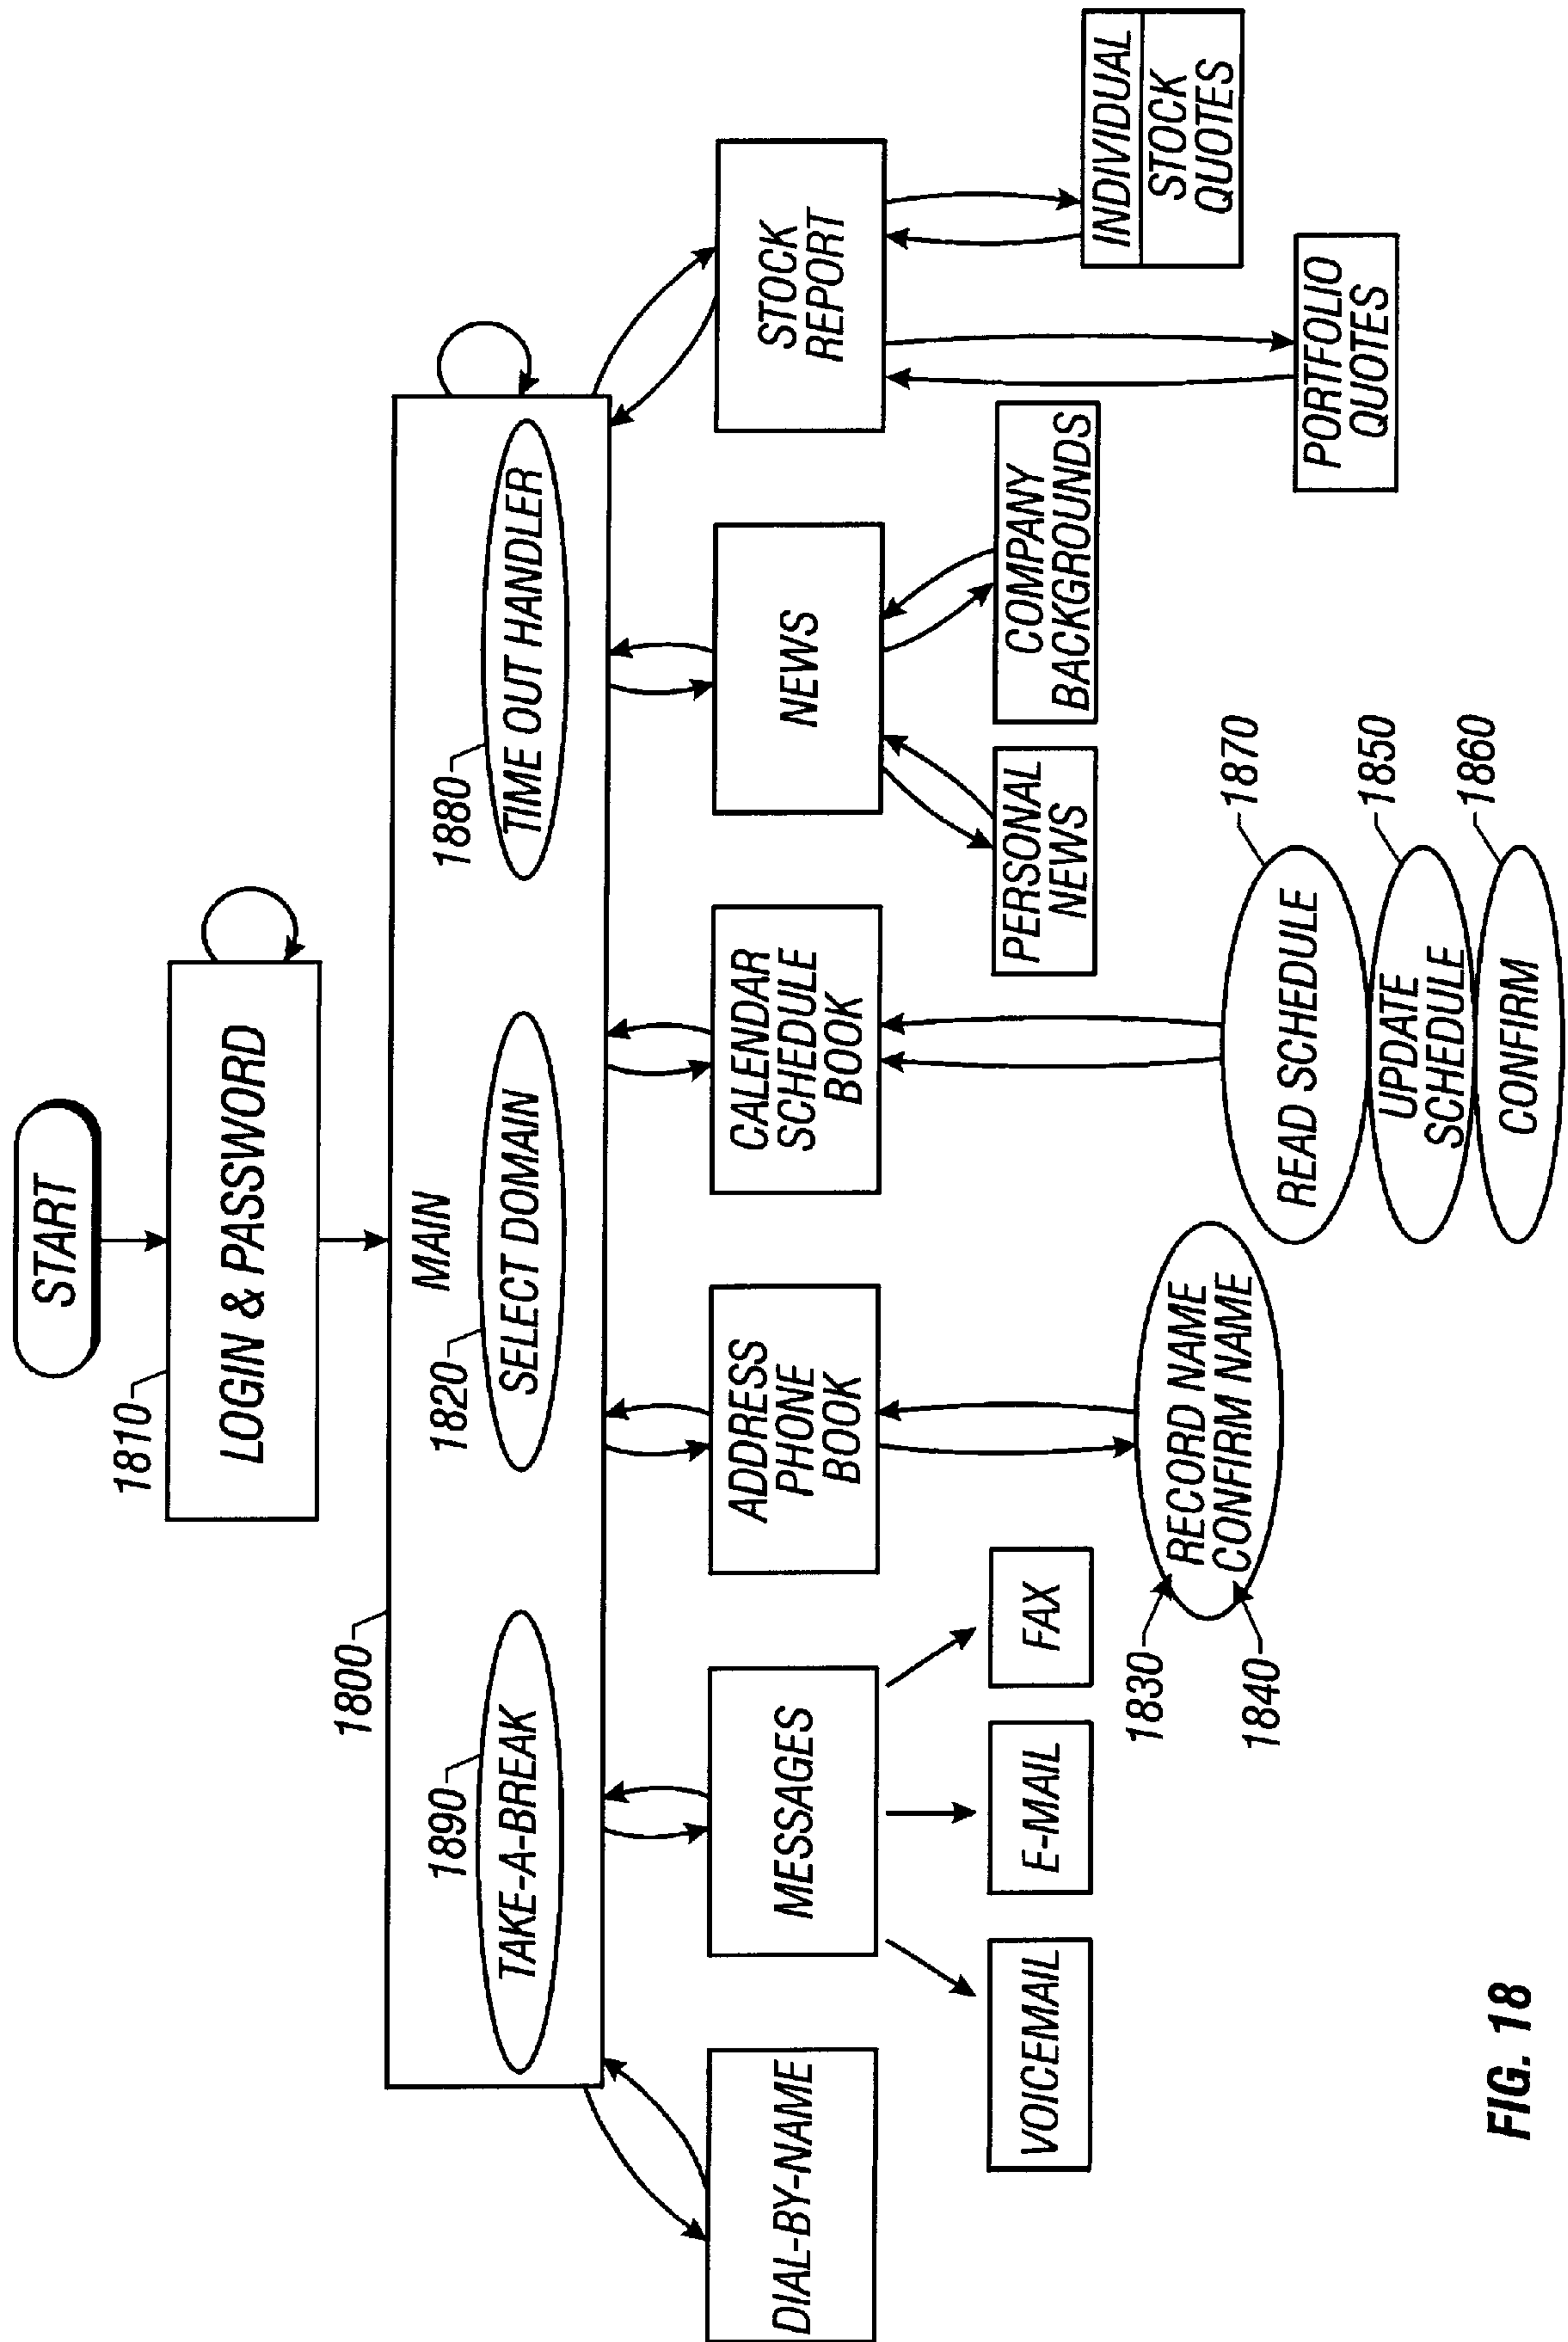 START
1810
LOGIN & PASSWORD
1800
MAIN
1890
TAKE-A-BREAK
1820
SELECT DOMAIN
1880
TIME OUT HANDLER
DIAL-BY-NAME
MESSAGES
ADDRESS
PHONE
BOOK
CALENDAR
SCHEDULE
BOOK
NEWS
STOCK
REPORT
VOICEMAIL
E-MAIL
FAX
PERSONAL
NEWS
COMPANY
BACKGROUNDS
INDIVIDUAL
STOCK
QUOTES
1830
RECORD NAME
1840
CONFIRM NAME
READ SCHEDULE
1870
UPDATE
SCHEDULE
1850
CONFIRM
1860
PORTFOLIO
QUOTES
FIG. 18